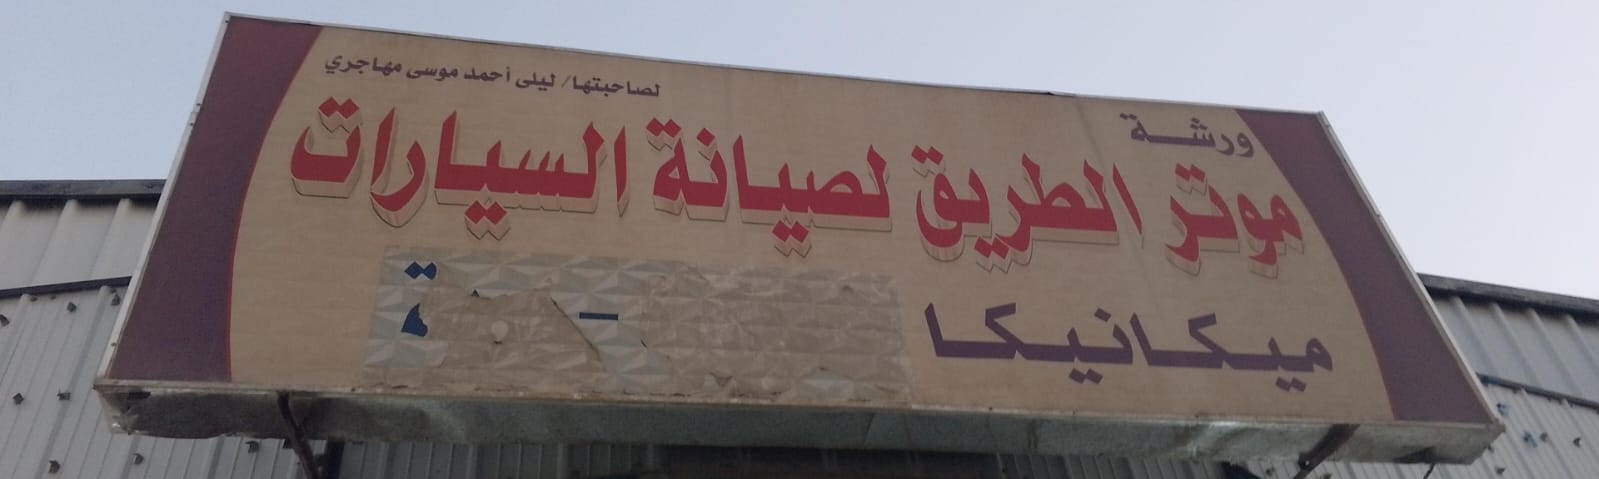 لصاحبتها/ ليلى أحمد موسى مهاجري
ورشة
موتر الطريق لصيانة السيارات
ميكانيكا